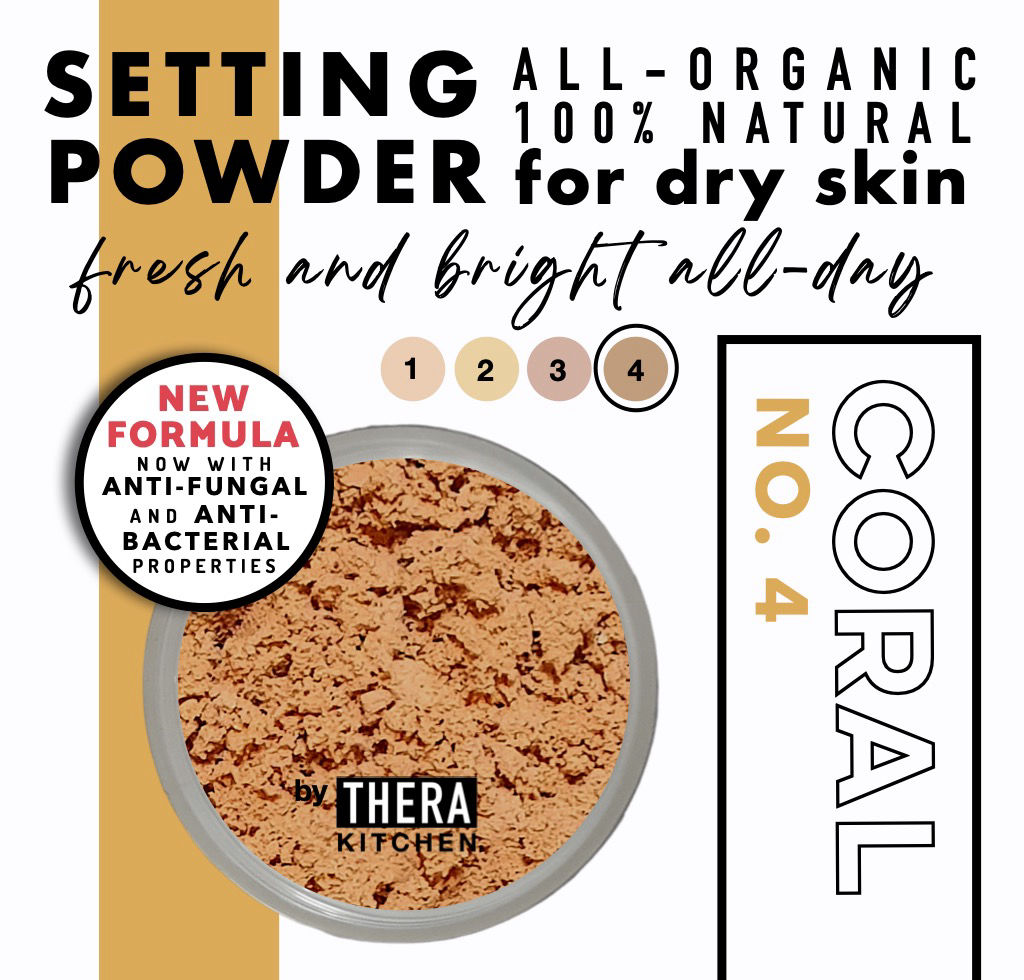 SETTING
POWDER
ALL-ORGANIC
100% NATURAL
for dry skin
fresh and bright all-day
1 2 3 4
NEW
FORMULA
NOW WITH
ANTI-FUNGAL
AND ANTI-
BACTERIAL
PROPERTIES
CORAL
NO. 4
by THERA
KITCHEN.